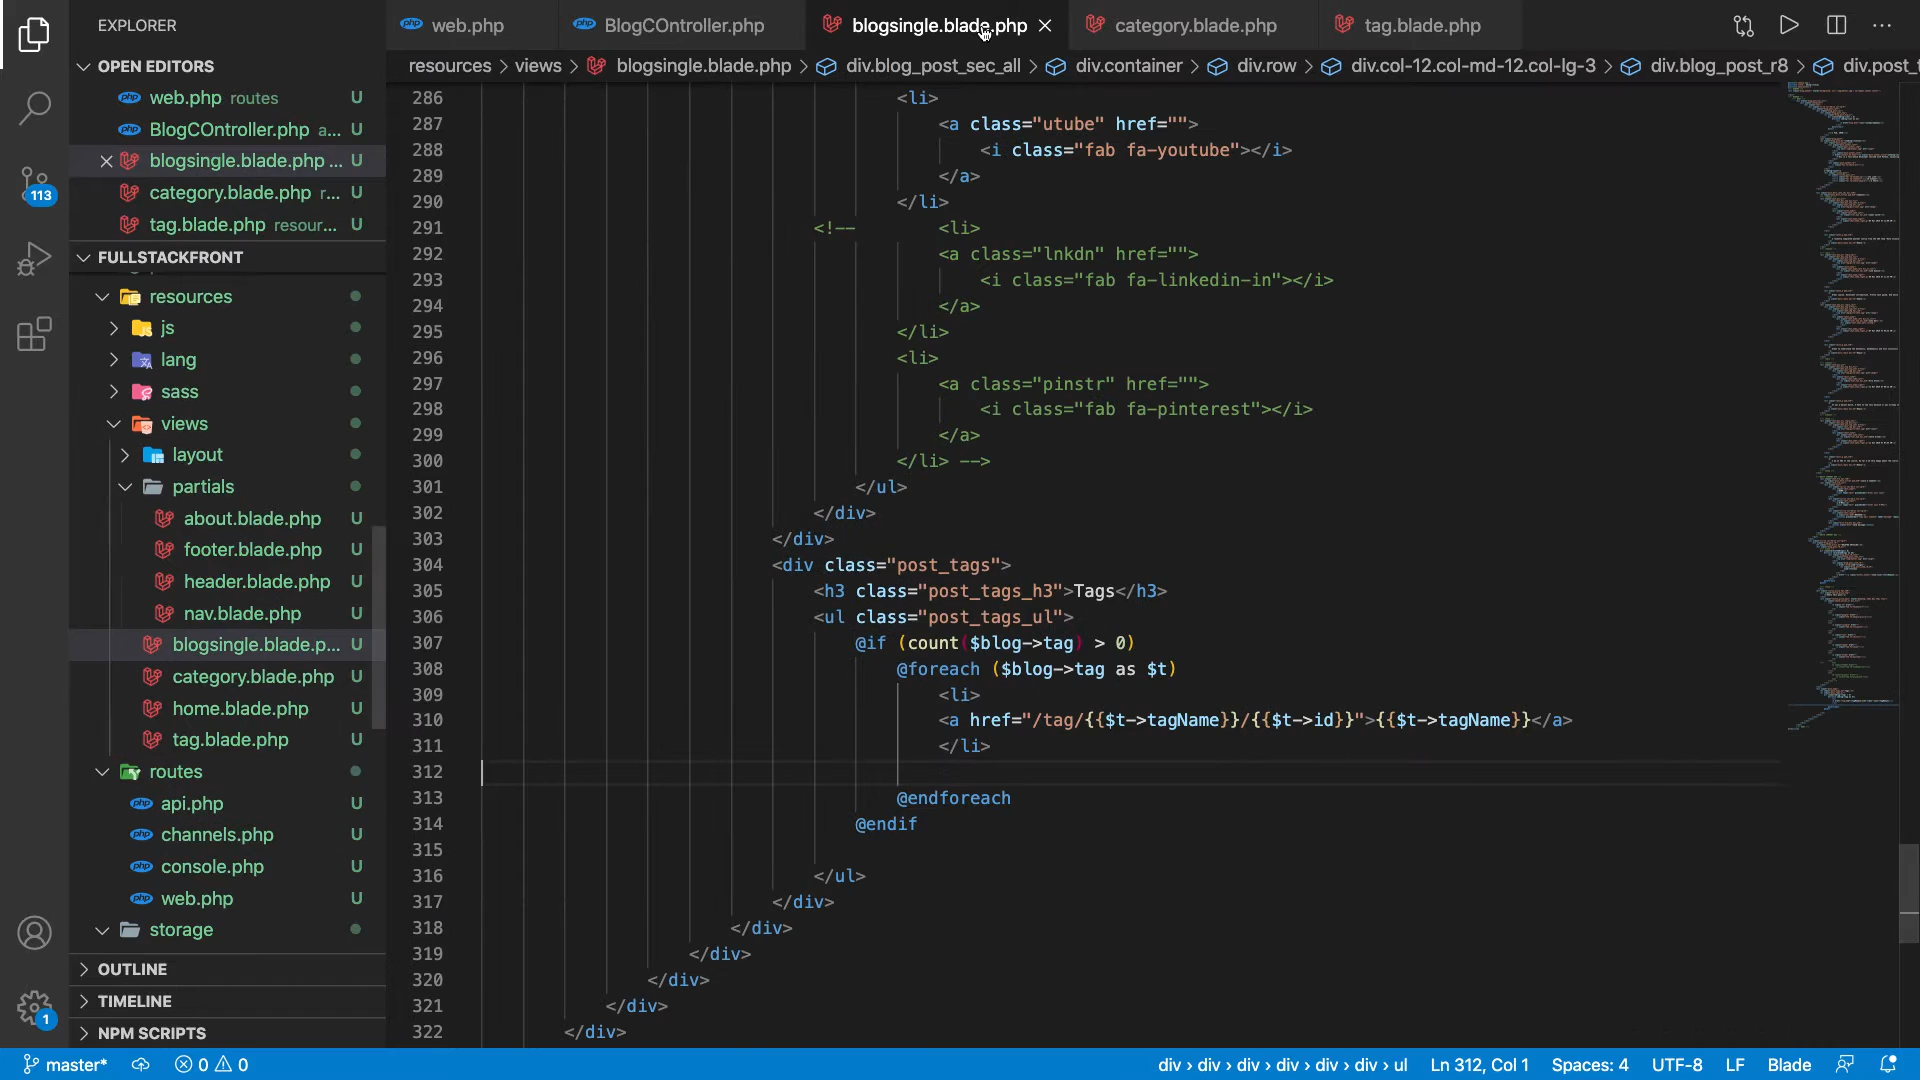 EXPLORER
OPEN EDITORS
web.php routes U
BlogCOntroller.php a... U
blogsingle.blade.php ... U
category.blade.php r... U
tag.blade.php resour... U
FULLSTACKFRONT
resources
js
lang
sass
views
layout
partials
about.blade.php U
footer.blade.php U
header.blade.php U
nav.blade.php U
blogsingle.blade.p... U
category.blade.php U
home.blade.php U
tag.blade.php U
routes
api.php U
channels.php U
console.php U
web.php U
storage
OUTLINE
TIMELINE
NPM SCRIPTS
113
1
web.php BlogCOntroller.php blogsingle.blade.php category.blade.php tag.blade.php
resources > views > blogsingle.blade.php > div.blog_post_sec_all > div.container > div.row > div.col-12.col-md-12.col-lg-3 > div.blog_post_r8 > div.post_t
286 <li>
287 <a class="utube" href="">
288 <i class="fab fa-youtube"></i>
289 </a>
290 </li>
291 <!-- <li>
292 <a class="lnkdn" href="">
293 <i class="fab fa-linkedin-in"></i>
294 </a>
295 </li>
296 <li>
297 <a class="pinstr" href="">
298 <i class="fab fa-pinterest"></i>
299 </a>
300 </li> -->
301 </ul>
302 </div>
303 </div>
304 <div class="post_tags">
305 <h3 class="post_tags_h3">Tags</h3>
306 <ul class="post_tags_ul">
307 @if (count($blog->tag) > 0)
308 @foreach ($blog->tag as $t)
309 <li>
310 <a href="/tag/{{$t->tagName}}/{{$t->id}}">{{$t->tagName}}</a>
311 </li>
312
313 @endforeach
314 @endif
315
316 </ul>
317 </div>
318 </div>
319 </div>
320 </div>
321 </div>
322 </div>
master* 0 0 div > div > div > div > div > div > ul Ln 312, Col 1 Spaces: 4 UTF-8 LF Blade